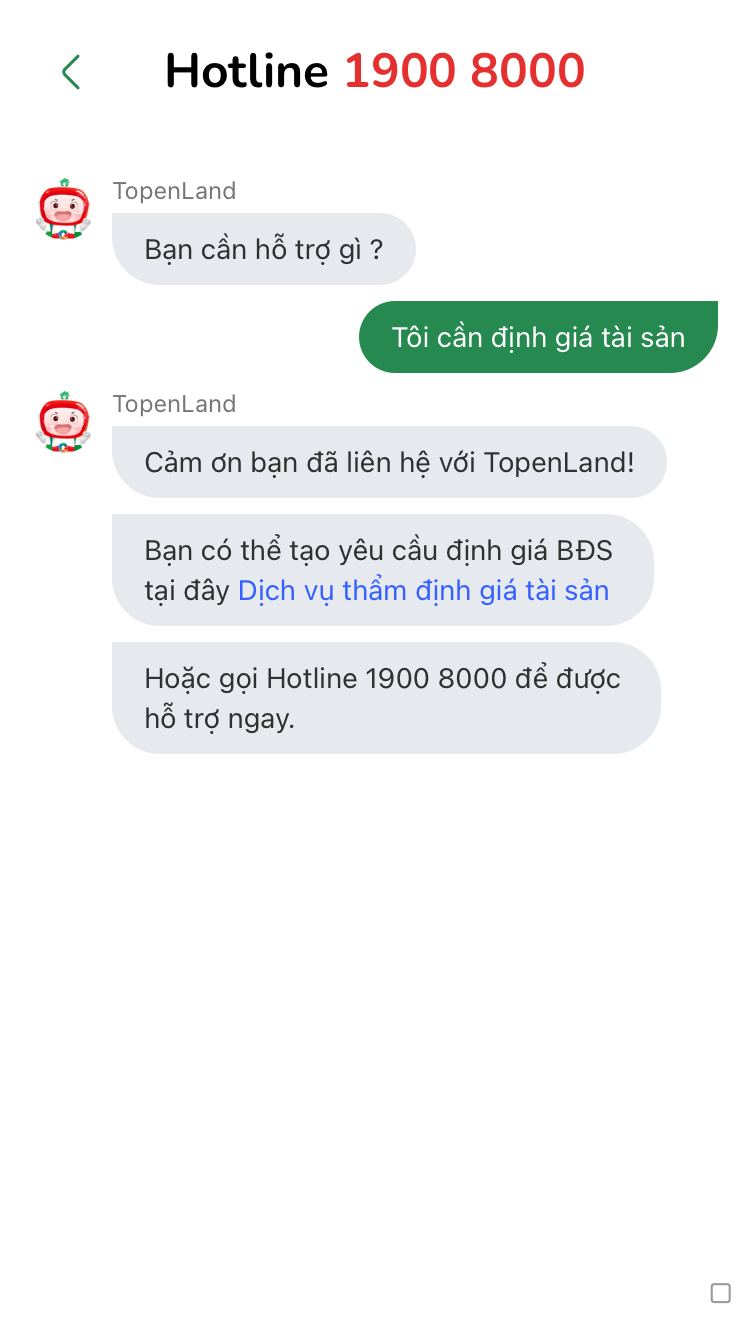 Hotline 1900 8000
TopenLand
Bạn cần hỗ trợ gì ?
Tôi cần định giá tài sản
TopenLand
Cảm ơn bạn đã liên hệ với TopenLand!
Bạn có thể tạo yêu cầu định giá BĐS
tại đây Dịch vụ thẩm định giá tài sản
Hoặc gọi Hotline 1900 8000 để được
hỗ trợ ngay.